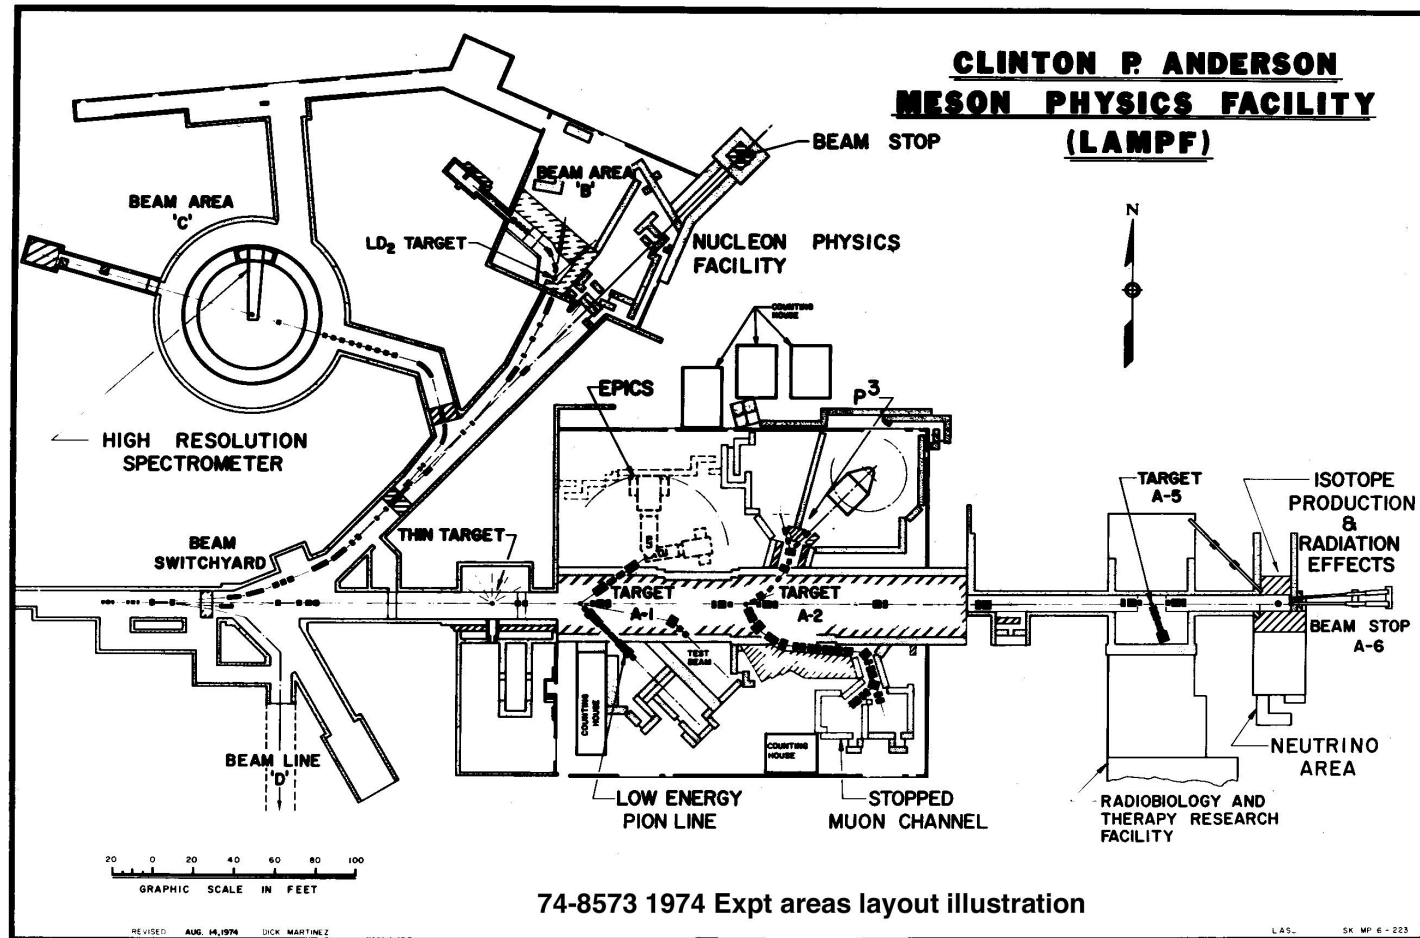 CLINTON P. ANDERSON
MESON PHYSICS FACILITY
(LAMPF)
BEAM STOP
BEAM AREA
'B'
BEAM AREA
'C'
LD2 TARGET
NUCLEON PHYSICS
FACILITY
N
COUNTING
HOUSE
EPICS
P3
HIGH RESOLUTION
SPECTROMETER
TARGET
A-5
ISOTOPE
PRODUCTION
&
RADIATION
EFFECTS
BEAM
SWITCHYARD
THIN TARGET
TARGET
A-1
TARGET
A-2
BEAM STOP
A-6
TEST
BEAM
COUNTING
HOUSE
COUNTING
HOUSE
BEAM LINE
'D'
NEUTRINO
AREA
LOW ENERGY
PION LINE
STOPPED
MUON CHANNEL
RADIOBIOLOGY AND
THERAPY RESEARCH
FACILITY
20 0 20 40 60 80 100
GRAPHIC SCALE IN FEET
74-8573 1974 Expt areas layout illustration
REVISED AUG. 14, 1974 DICK MARTINEZ
LASL SK MP 6 - 223